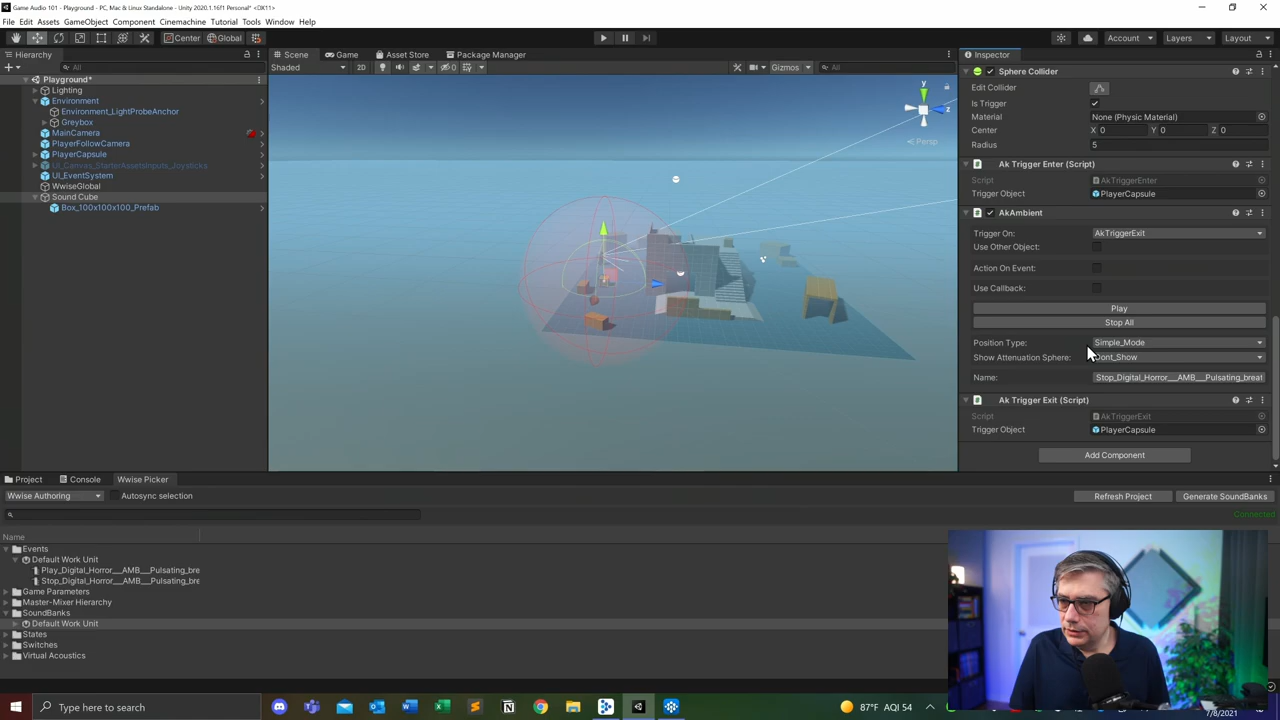 Game Audio 101 - Playground - PC, Mac & Linux Standalone - Unity 2020.1.16f1 Personal* <DX11>
File Edit Assets GameObject Component Cinemachine Tutorial Tools Window Help
Center Global Account Layers Layout
Hierarchy
All
Playground*
Lighting
Environment
Environment_LightProbeAnchor
Greybox
MainCamera
PlayerFollowCamera
PlayerCapsule
UI_Canvas_StarterAssetsInputs_Joysticks
UI_EventSystem
WwiseGlobal
Sound Cube
Box_100x100x100_Prefab
Scene Game Asset Store Package Manager
Shaded 2D 0 Gizmos All
y
z
Persp
Inspector
Sphere Collider
Edit Collider
Is Trigger
Material None (Physic Material)
Center X 0 Y 0 Z 0
Radius 5
Ak Trigger Enter (Script)
Script AkTriggerEnter
Trigger Object PlayerCapsule
AkAmbient
Trigger On: AkTriggerExit
Use Other Object:
Action On Event:
Use Callback:
Play
Stop All
Position Type: Simple_Mode
Show Attenuation Sphere: Dont_Show
Name: Stop_Digital_Horror__AMB__Pulsating_breat
Ak Trigger Exit (Script)
Script AkTriggerExit
Trigger Object PlayerCapsule
Add Component
Project Console Wwise Picker
Wwise Authoring Autosync selection Refresh Project Generate SoundBanks
Connected
Name
Events
Default Work Unit
Play_Digital_Horror__AMB__Pulsating_bre
Stop_Digital_Horror__AMB__Pulsating_bre
Game Parameters
Master-Mixer Hierarchy
SoundBanks
Default Work Unit
States
Switches
Virtual Acoustics
Type here to search
87°F AQI 54
7/8/2021